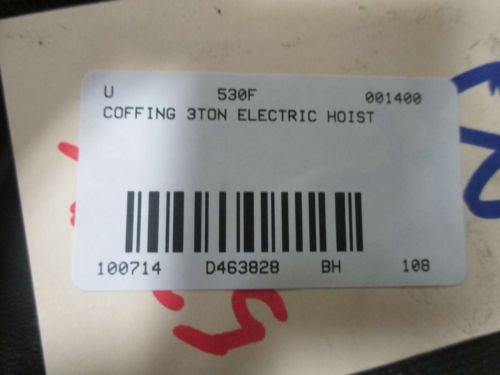 U 530F 001400
COFFING 3TON ELECTRIC HOIST
100714 D463828 BH 108